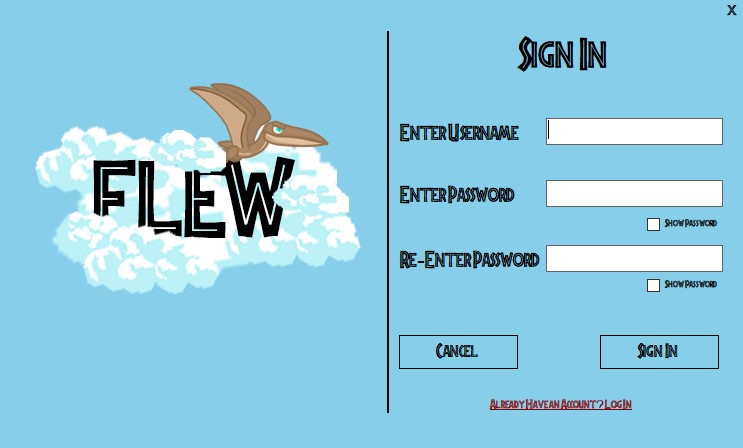 X
Sign In
FLEW
Enter Username
Enter Password
Show Password
Re-Enter Password
Show Password
Cancel
Sign In
Already Have an Account? Log In